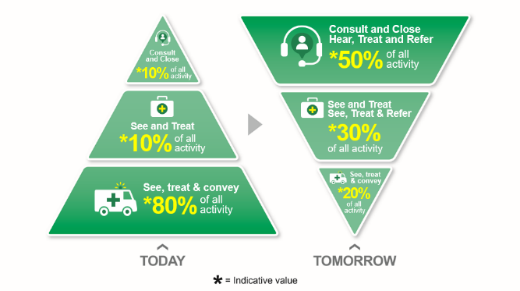 Consult
and Close
*10% of all
activity
See and Treat
*10% of all
activity
See, treat & convey
*80% of all
activity
TODAY
Consult and Close
Hear, Treat and Refer
*50% of all
activity
See and Treat
See, Treat & Refer
*30%
of all activity
See, treat
& convey
*20%
of all
activity
TOMORROW
* = Indicative value